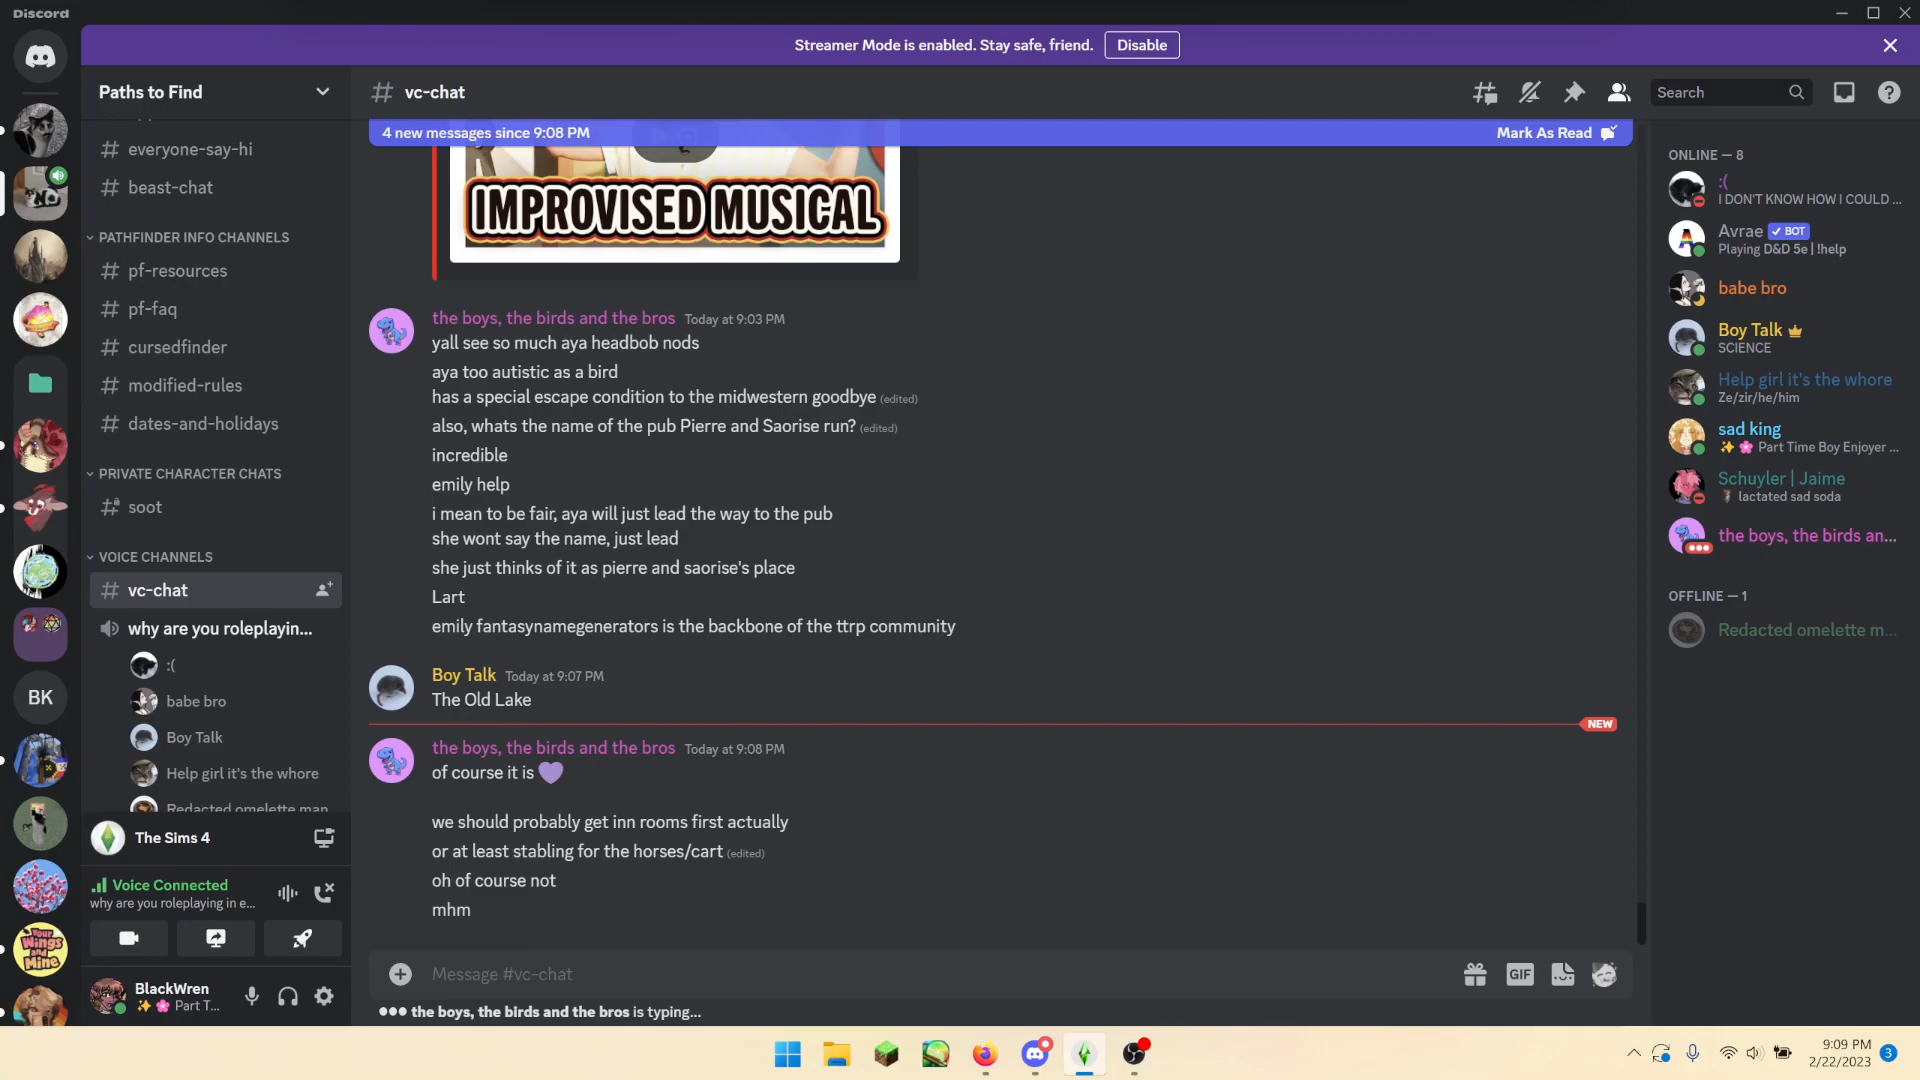 Discord
Streamer Mode is enabled. Stay safe, friend.
Disable
Paths to Find
vc-chat
Search
4 new messages since 9:08 PM
Mark As Read
everyone-say-hi
beast-chat
PATHFINDER INFO CHANNELS
pf-resources
pf-faq
cursedfinder
modified-rules
dates-and-holidays
PRIVATE CHARACTER CHATS
soot
VOICE CHANNELS
vc-chat
why are you roleplayin...
:(
babe bro
Boy Talk
Help girl it's the whore
Redacted omelette man
BK
Your Wings and Mine
The Sims 4
Voice Connected
why are you roleplaying in e...
BlackWren
✨ 🌸 Part T...
IMPROVISED MUSICAL
the boys, the birds and the bros Today at 9:03 PM
yall see so much aya headbob nods
aya too autistic as a bird
has a special escape condition to the midwestern goodbye (edited)
also, whats the name of the pub Pierre and Saorise run? (edited)
incredible
emily help
i mean to be fair, aya will just lead the way to the pub
she wont say the name, just lead
she just thinks of it as pierre and saorise's place
Lart
emily fantasynamegenerators is the backbone of the ttrp community
Boy Talk Today at 9:07 PM
The Old Lake
NEW
the boys, the birds and the bros Today at 9:08 PM
of course it is 💜
we should probably get inn rooms first actually
or at least stabling for the horses/cart (edited)
oh of course not
mhm
Message #vc-chat
GIF
the boys, the birds and the bros is typing...
ONLINE — 8
:(
I DON'T KNOW HOW I COULD ...
Avrae BOT
Playing D&D 5e | !help
babe bro
Boy Talk
SCIENCE
Help girl it's the whore
Ze/zir/he/him
sad king
✨ 🌸 Part Time Boy Enjoyer ...
Schuyler | Jaime
lactated sad soda
the boys, the birds an...
OFFLINE — 1
Redacted omelette m...
9:09 PM
2/22/2023
3